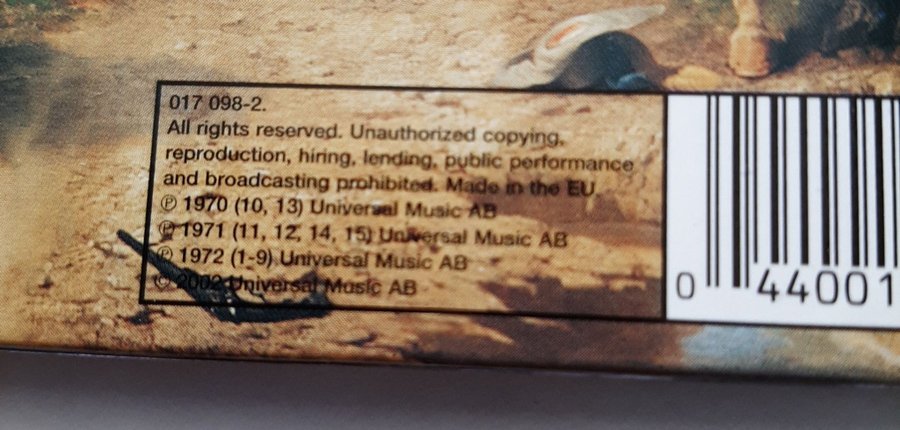 017 098-2.
All rights reserved. Unauthorized copying,
reproduction, hiring, lending, public performance
and broadcasting prohibited. Made in the EU
℗ 1970 (10, 13) Universal Music AB
℗ 1971 (11, 12, 14, 15) Universal Music AB
℗ 1972 (1-9) Universal Music AB
© 2002 Universal Music AB
0 44001